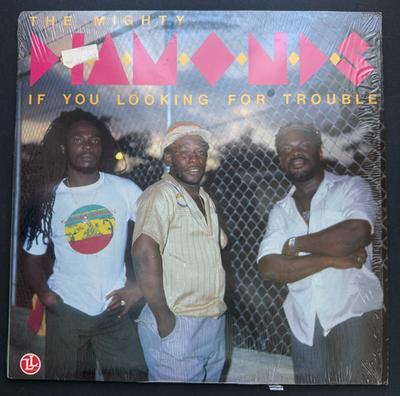 THE MIGHTY
DIAMONDS
IF YOU LOOKING FOR TROUBLE